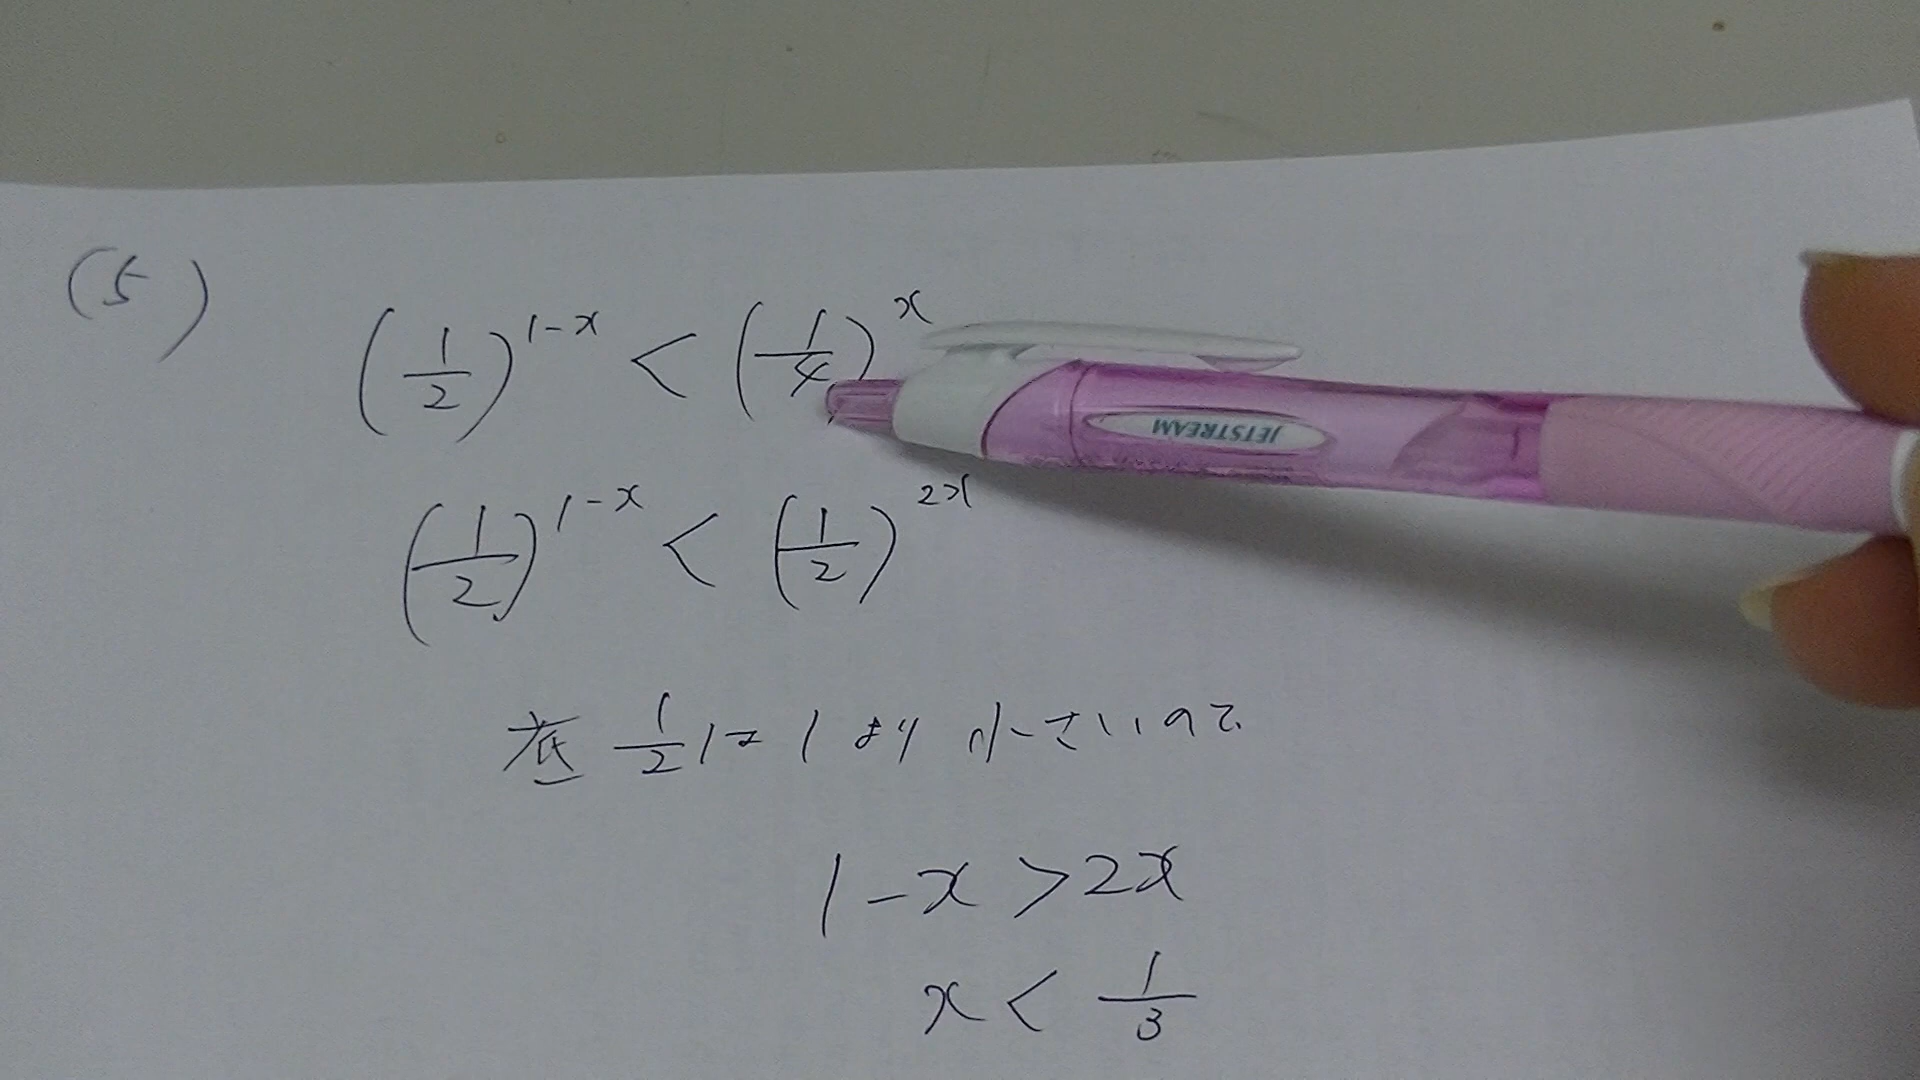 (5)
(1/2)^(1-x) < (1/4)^x
JETSTREAM
(1/2)^(1-x) < (1/2)^(2x)
底 1/2 は 1 より 小さいので
1-x > 2x
x < 1/3